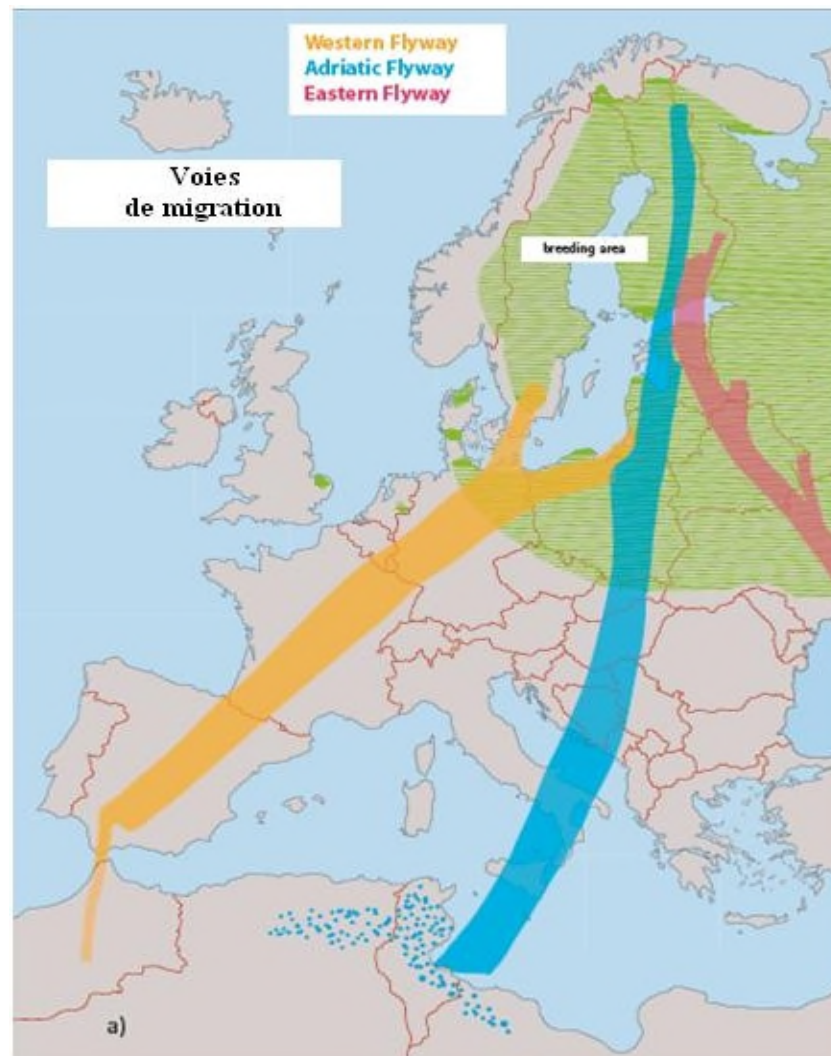 Western Flyway
Adriatic Flyway
Eastern Flyway
Voies
de migration
breeding area
a)